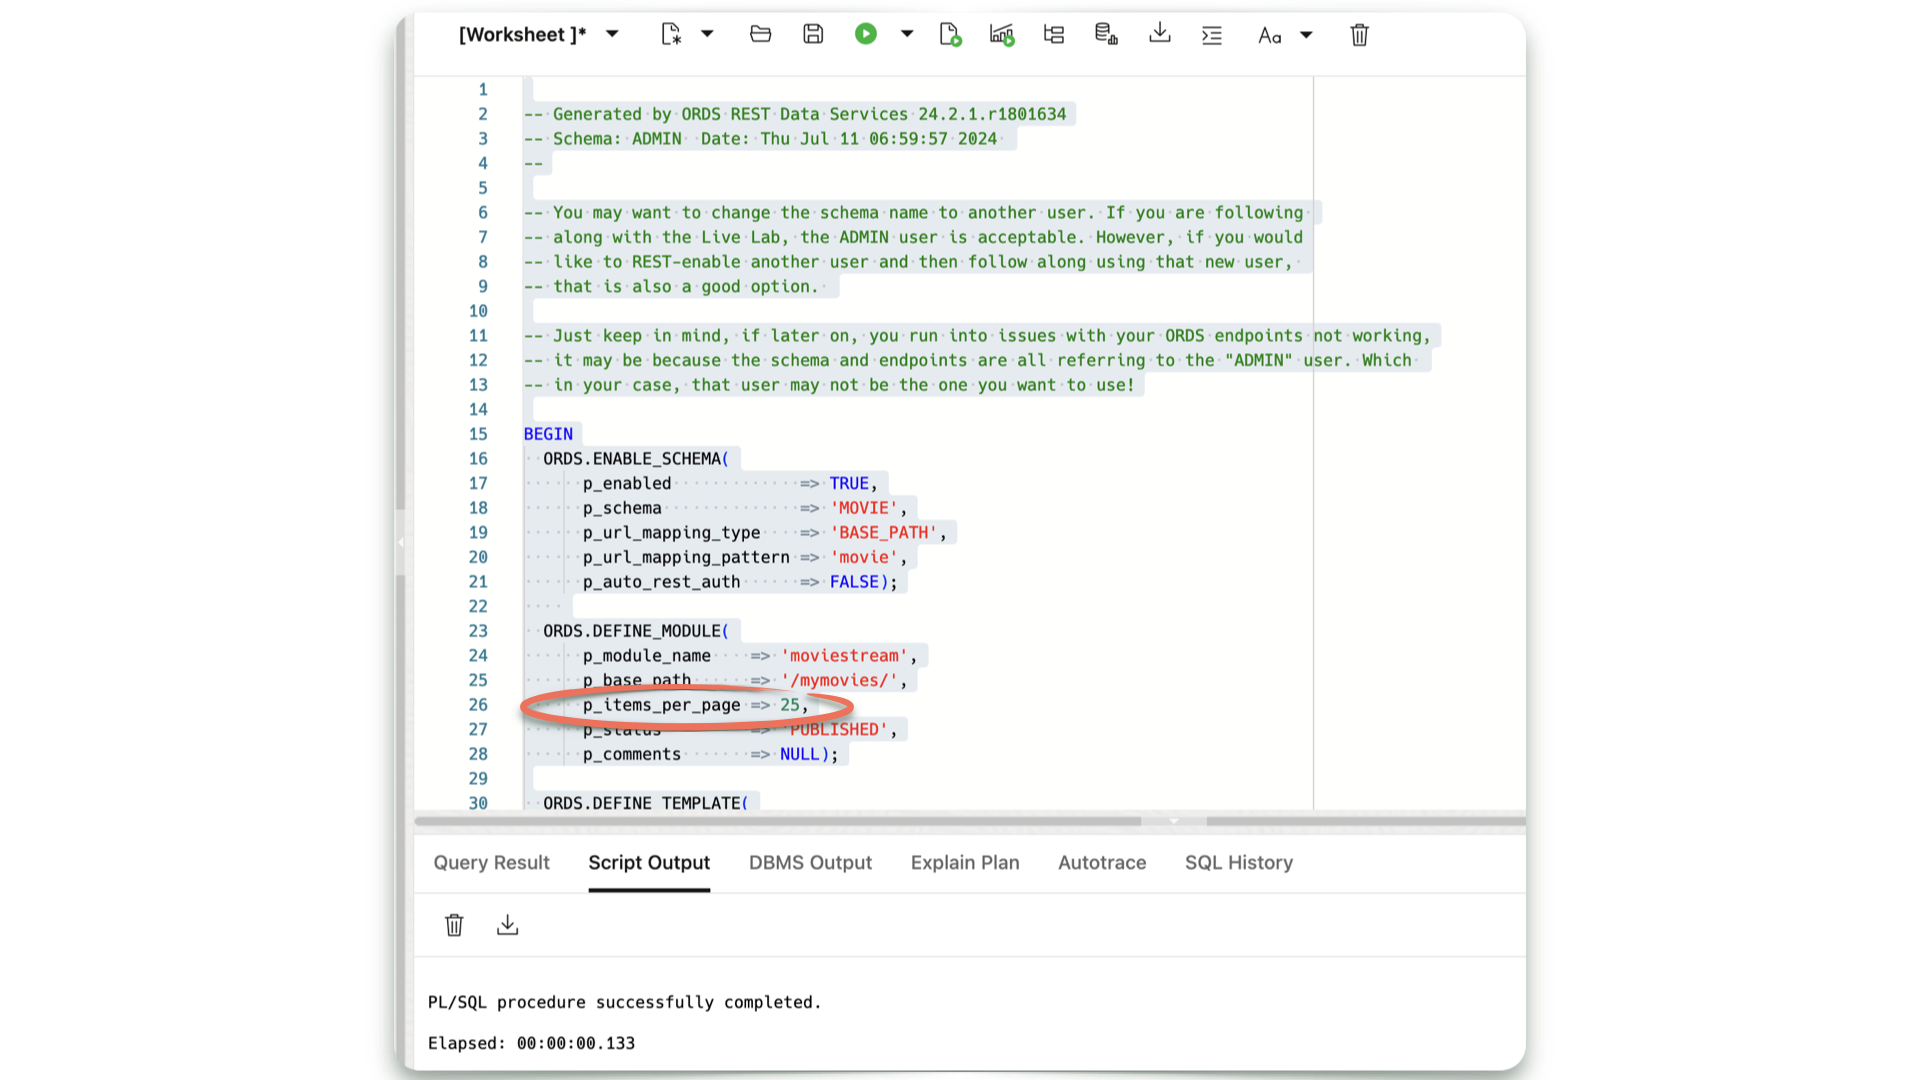 [Worksheet ]*
Aa
1
2 -- Generated by ORDS REST Data Services 24.2.1.r1801634
3 -- Schema: ADMIN  Date: Thu Jul 11 06:59:57 2024
4 --
5
6 -- You may want to change the schema name to another user. If you are following
7 -- along with the Live Lab, the ADMIN user is acceptable. However, if you would
8 -- like to REST-enable another user and then follow along using that new user,
9 -- that is also a good option.
10
11 -- Just keep in mind, if later on, you run into issues with your ORDS endpoints not working,
12 -- it may be because the schema and endpoints are all referring to the "ADMIN" user. Which
13 -- in your case, that user may not be the one you want to use!
14
15 BEGIN
16   ORDS.ENABLE_SCHEMA(
17       p_enabled             => TRUE,
18       p_schema              => 'MOVIE',
19       p_url_mapping_type    => 'BASE_PATH',
20       p_url_mapping_pattern => 'movie',
21       p_auto_rest_auth      => FALSE);
22
23   ORDS.DEFINE_MODULE(
24       p_module_name    => 'moviestream',
25       p_base_path      => '/mymovies/',
26       p_items_per_page => 25,
27       p_status         => 'PUBLISHED',
28       p_comments       => NULL);
29
30   ORDS.DEFINE_TEMPLATE(
Query Result Script Output DBMS Output Explain Plan Autotrace SQL History
PL/SQL procedure successfully completed.
Elapsed: 00:00:00.133